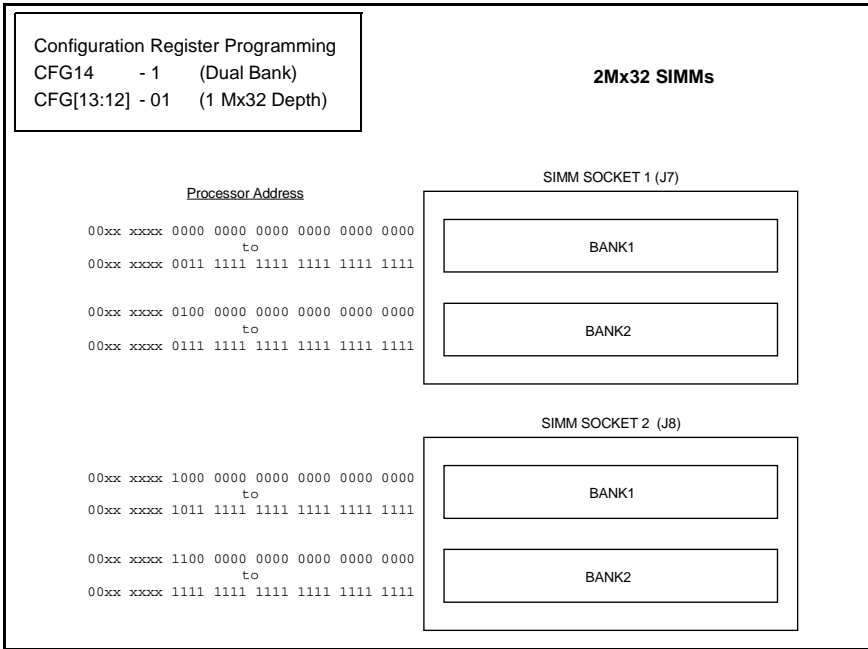 Configuration Register Programming
CFG14 - 1 (Dual Bank)
CFG[13:12] - 01 (1 Mx32 Depth)
2Mx32 SIMMs
Processor Address
SIMM SOCKET 1 (J7)
00xx xxxx 0000 0000 0000 0000 0000 0000
to
00xx xxxx 0011 1111 1111 1111 1111 1111
BANK1
00xx xxxx 0100 0000 0000 0000 0000 0000
to
00xx xxxx 0111 1111 1111 1111 1111 1111
BANK2
SIMM SOCKET 2 (J8)
00xx xxxx 1000 0000 0000 0000 0000 0000
to
00xx xxxx 1011 1111 1111 1111 1111 1111
BANK1
00xx xxxx 1100 0000 0000 0000 0000 0000
to
00xx xxxx 1111 1111 1111 1111 1111 1111
BANK2